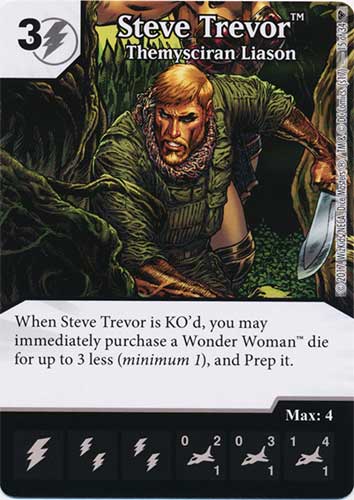 3
Steve Trevor™
Themysciran Liason
When Steve Trevor is KO'd, you may
immediately purchase a Wonder Woman™ die
for up to 3 less (minimum 1), and Prep it.
Max: 4
0 2 1
0 3 1
1 4 1